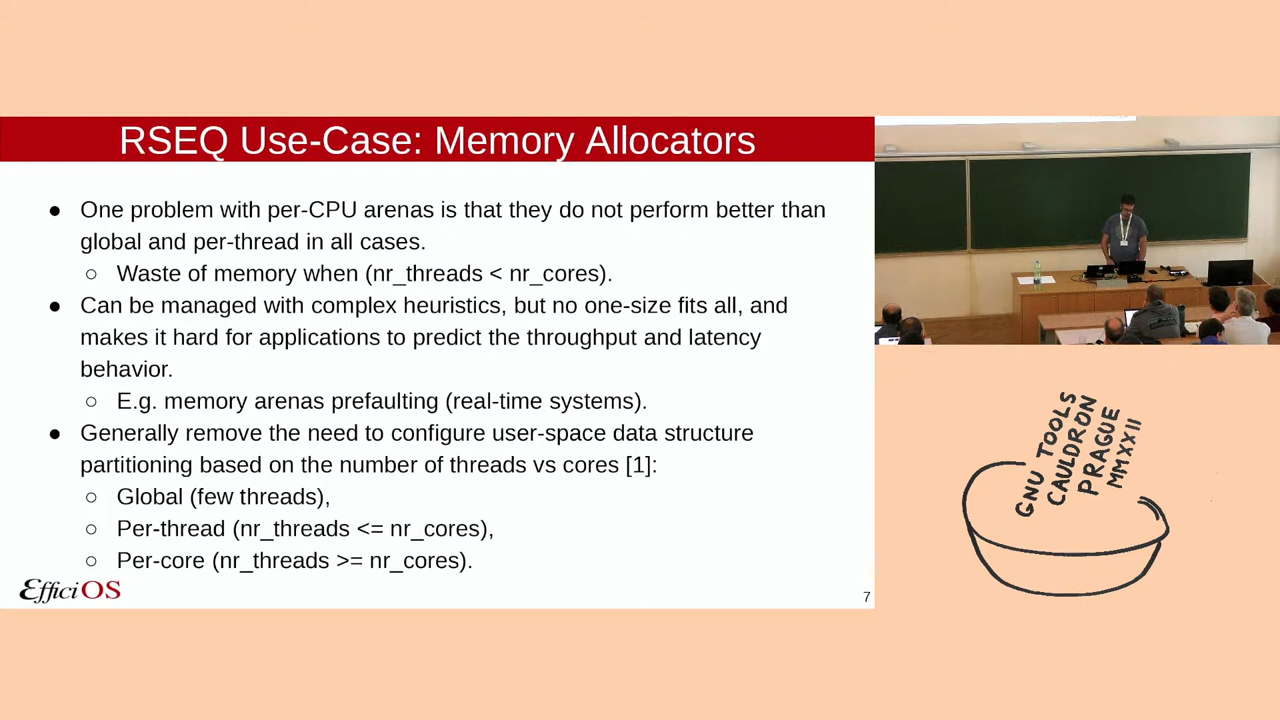 RSEQ Use-Case: Memory Allocators
● One problem with per-CPU arenas is that they do not perform better than
global and per-thread in all cases.
○ Waste of memory when (nr_threads < nr_cores).
● Can be managed with complex heuristics, but no one-size fits all, and
makes it hard for applications to predict the throughput and latency
behavior.
○ E.g. memory arenas prefaulting (real-time systems).
● Generally remove the need to configure user-space data structure
partitioning based on the number of threads vs cores [1]:
○ Global (few threads),
○ Per-thread (nr_threads <= nr_cores),
○ Per-core (nr_threads >= nr_cores).
EfficiOS
7
GNU TOOLS
CAULDRON
PRAGUE
MMXXII